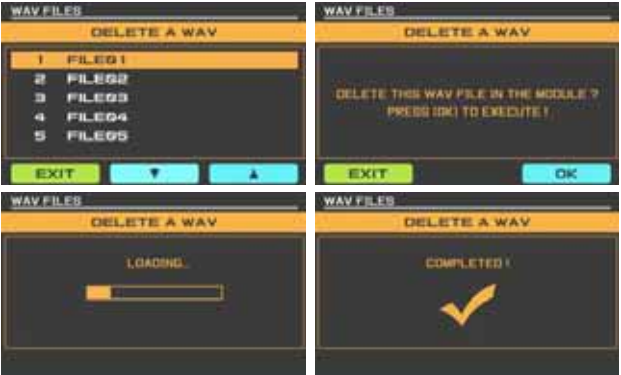 WAV FILES
DELETE A WAV
1 FILE01
2 FILE02
3 FILE03
4 FILE04
5 FILE05
EXIT ▼ ▲
WAV FILES
DELETE A WAV
DELETE THIS WAV FILE IN THE MODULE ?
PRESS [OK] TO EXECUTE !
EXIT OK
WAV FILES
DELETE A WAV
LOADING...
WAV FILES
DELETE A WAV
COMPLETED !